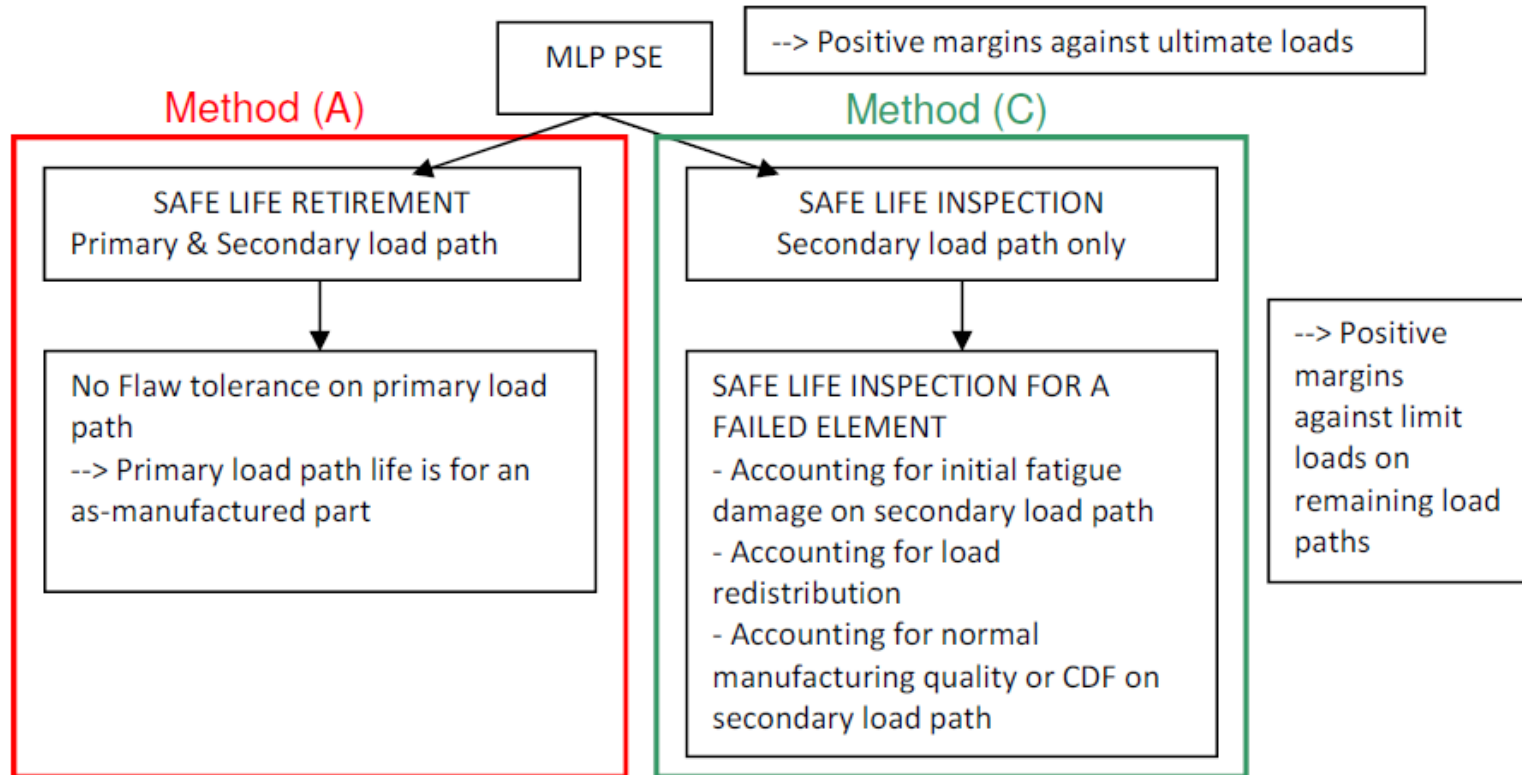 MLP PSE
--> Positive margins against ultimate loads
Method (A)
Method (C)
SAFE LIFE RETIREMENT
Primary & Secondary load path
No Flaw tolerance on primary load
path
--> Primary load path life is for an
as-manufactured part
SAFE LIFE INSPECTION
Secondary load path only
SAFE LIFE INSPECTION FOR A
FAILED ELEMENT
- Accounting for initial fatigue
damage on secondary load path
- Accounting for load
redistribution
- Accounting for normal
manufacturing quality or CDF on
secondary load path
--> Positive
margins
against limit
loads on
remaining load
paths